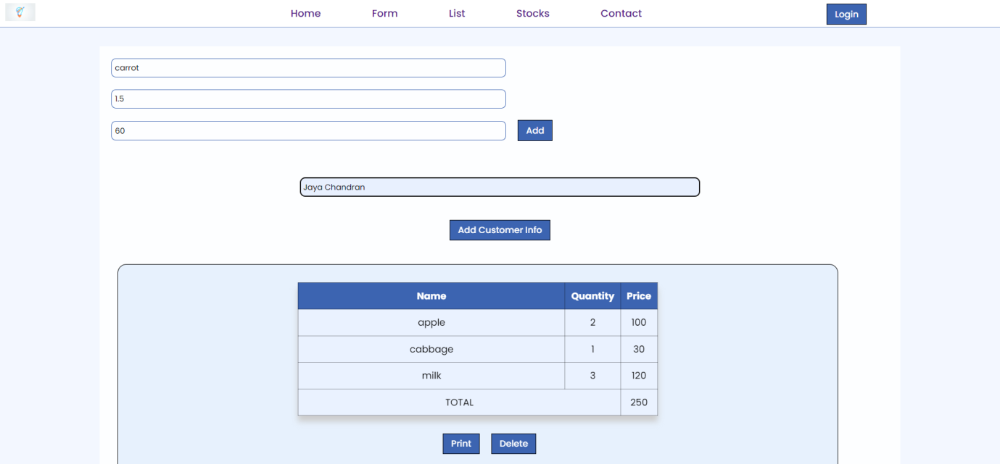 Home Form List Stocks Contact Login
carrot
1.5
60 Add
Jaya Chandran
Add Customer Info
Name Quantity Price
apple 2 100
cabbage 1 30
milk 3 120
TOTAL 250
Print Delete